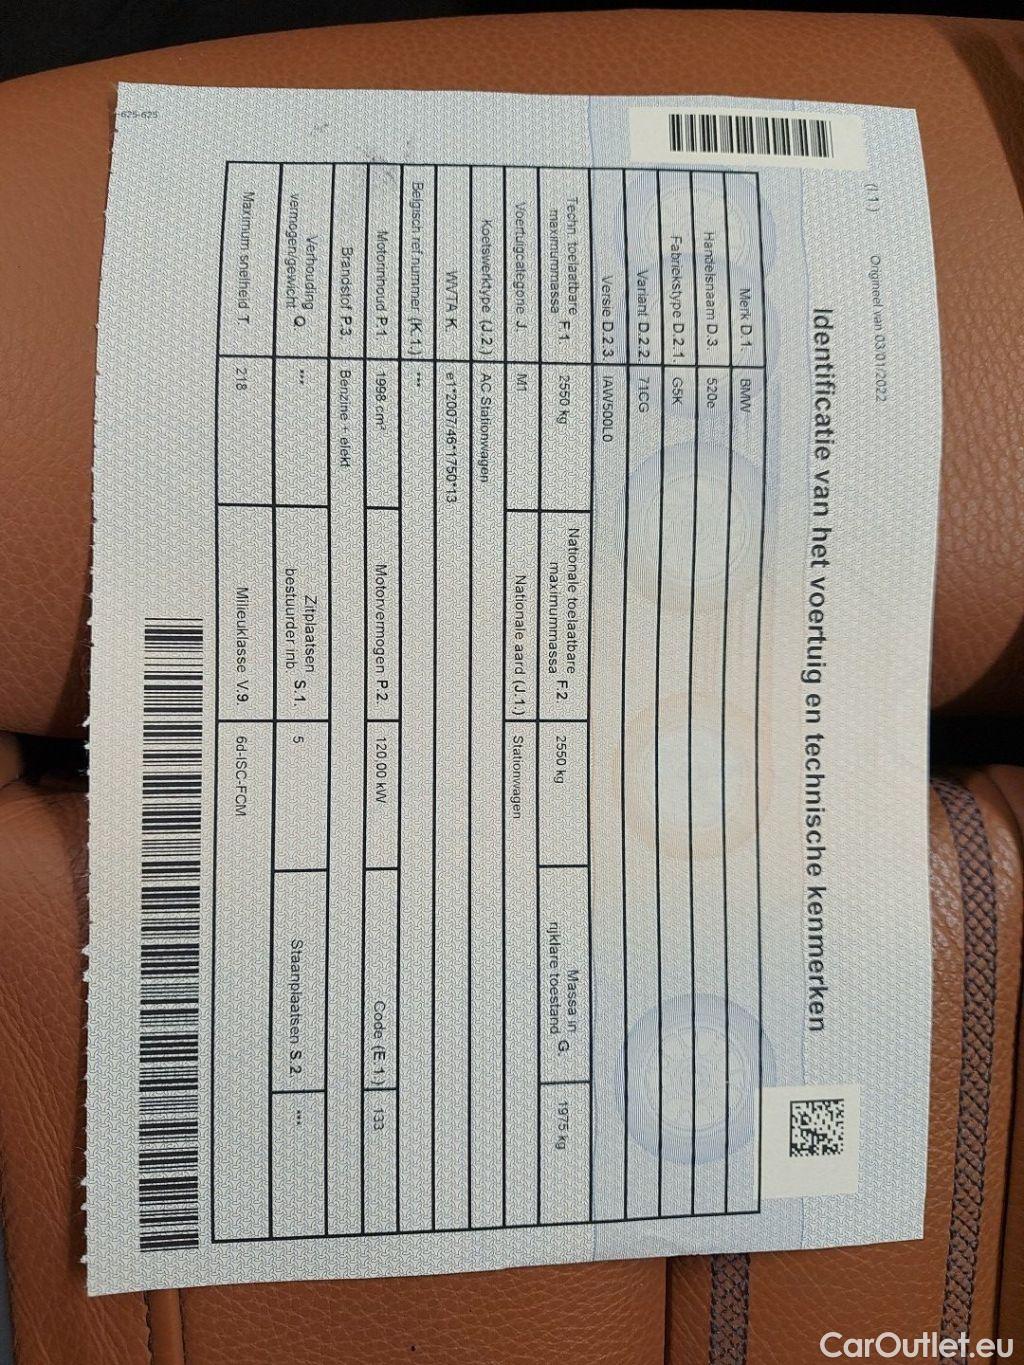 (I.1.) Origineel van 03/01/2022
Identificatie van het voertuig en technische kenmerken
Merk D.1. BMW
Handelsnaam D.3. 520e
Fabriekstype D.2.1. G5K
Variant D.2.2. 71CG
Versie D.2.3. IAW500L0
Techn. toelaatbare maximummassa F.1. 2550 kg Nationale toelaatbare maximummassa F.2. 2550 kg Massa in rijklare toestand G. 1975 kg
Voertuigcategorie J. M1 Nationale aard (J.1.) Stationwagen
Koetswerktype (J.2.) AC Stationwagen
WVTA K. e1*2007/46*1750*13
Belgisch ref nummer (K.1.) ***
Motorinhoud P.1. 1998 cm³ Motorvermogen P.2. 120,00 kW Code (E.1.) 133
Brandstof P.3. Benzine + elekt
Verhouding vermogen/gewicht Q. *** Zitplaatsen bestuurder inb S.1. 5 Staanplaatsen S.2. ***
Maximum snelheid T. 218 Milieuklasse V.9. 6d-ISC-FCM
625-625
CarOutlet.eu